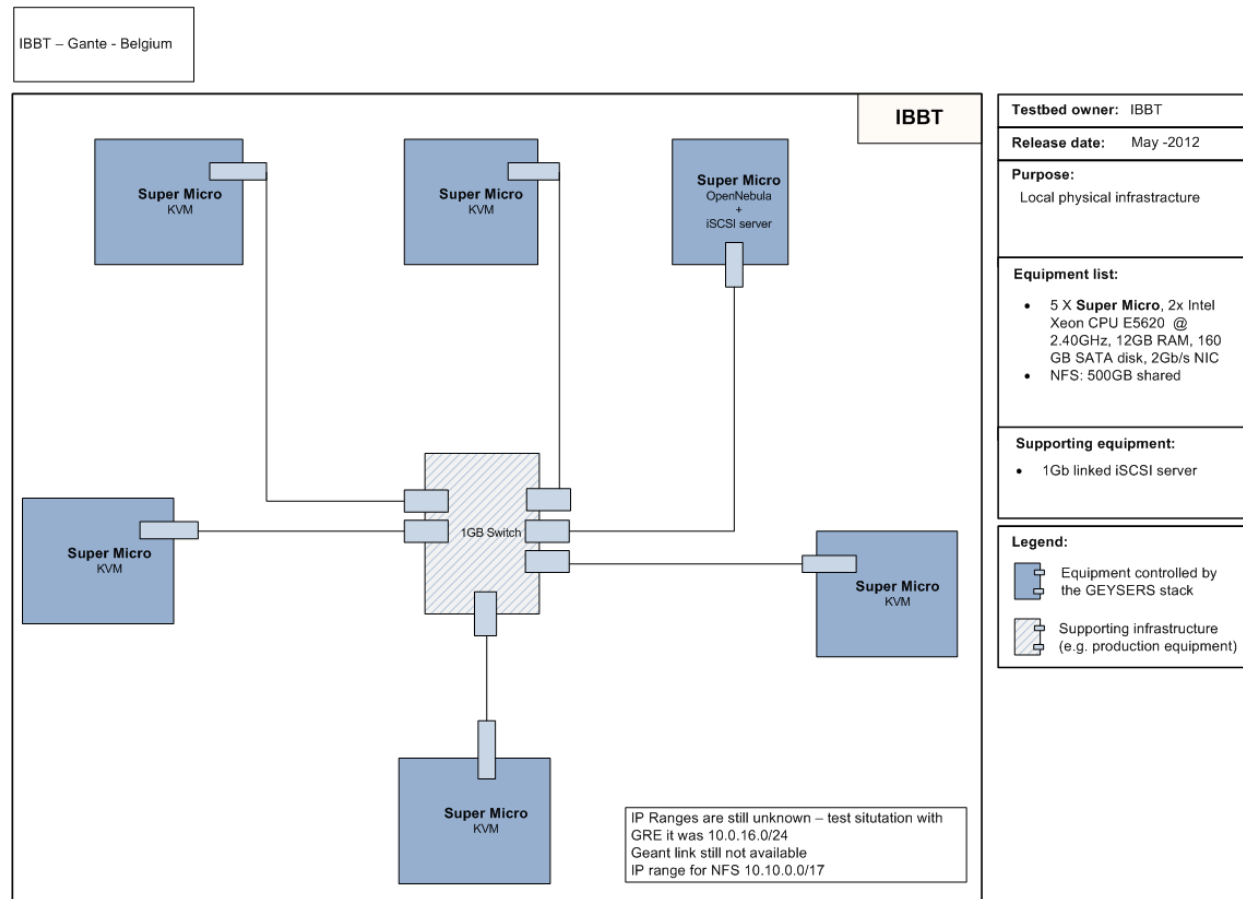 IBBT – Gante - Belgium
IBBT
Super Micro
KVM
Super Micro
KVM
Super Micro
OpenNebula
+
iSCSI server
1GB Switch
Super Micro
KVM
Super Micro
KVM
Super Micro
KVM
IP Ranges are still unknown – test situtation with
GRE it was 10.0.16.0/24
Geant link still not available
IP range for NFS 10.10.0.0/17
Testbed owner: IBBT
Release date: May -2012
Purpose:
Local physical infrastracture
Equipment list:
• 5 X Super Micro, 2x Intel
Xeon CPU E5620 @
2.40GHz, 12GB RAM, 160
GB SATA disk, 2Gb/s NIC
• NFS: 500GB shared
Supporting equipment:
• 1Gb linked iSCSI server
Legend:
Equipment controlled by
the GEYSERS stack
Supporting infrastructure
(e.g. production equipment)